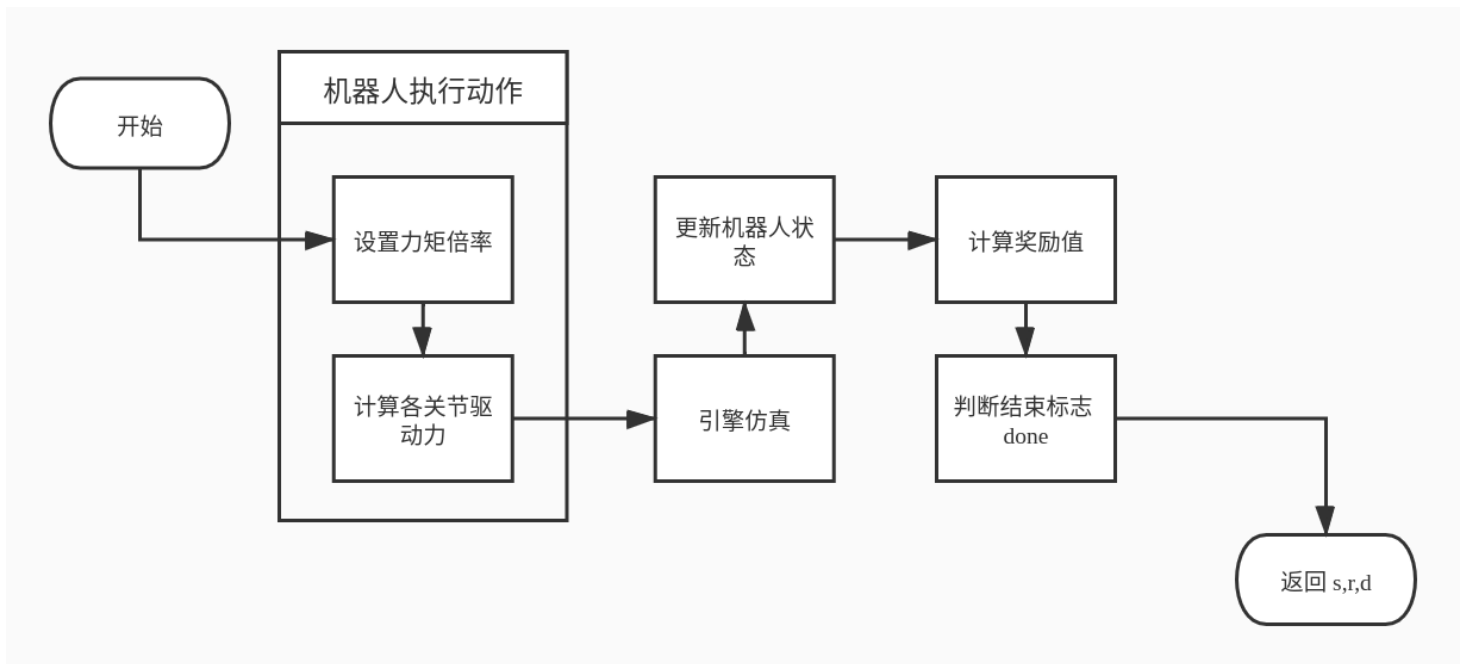 开始
机器人执行动作
设置力矩倍率
计算各关节驱
动力
引擎仿真
更新机器人状
态
计算奖励值
判断结束标志
done
返回 s,r,d